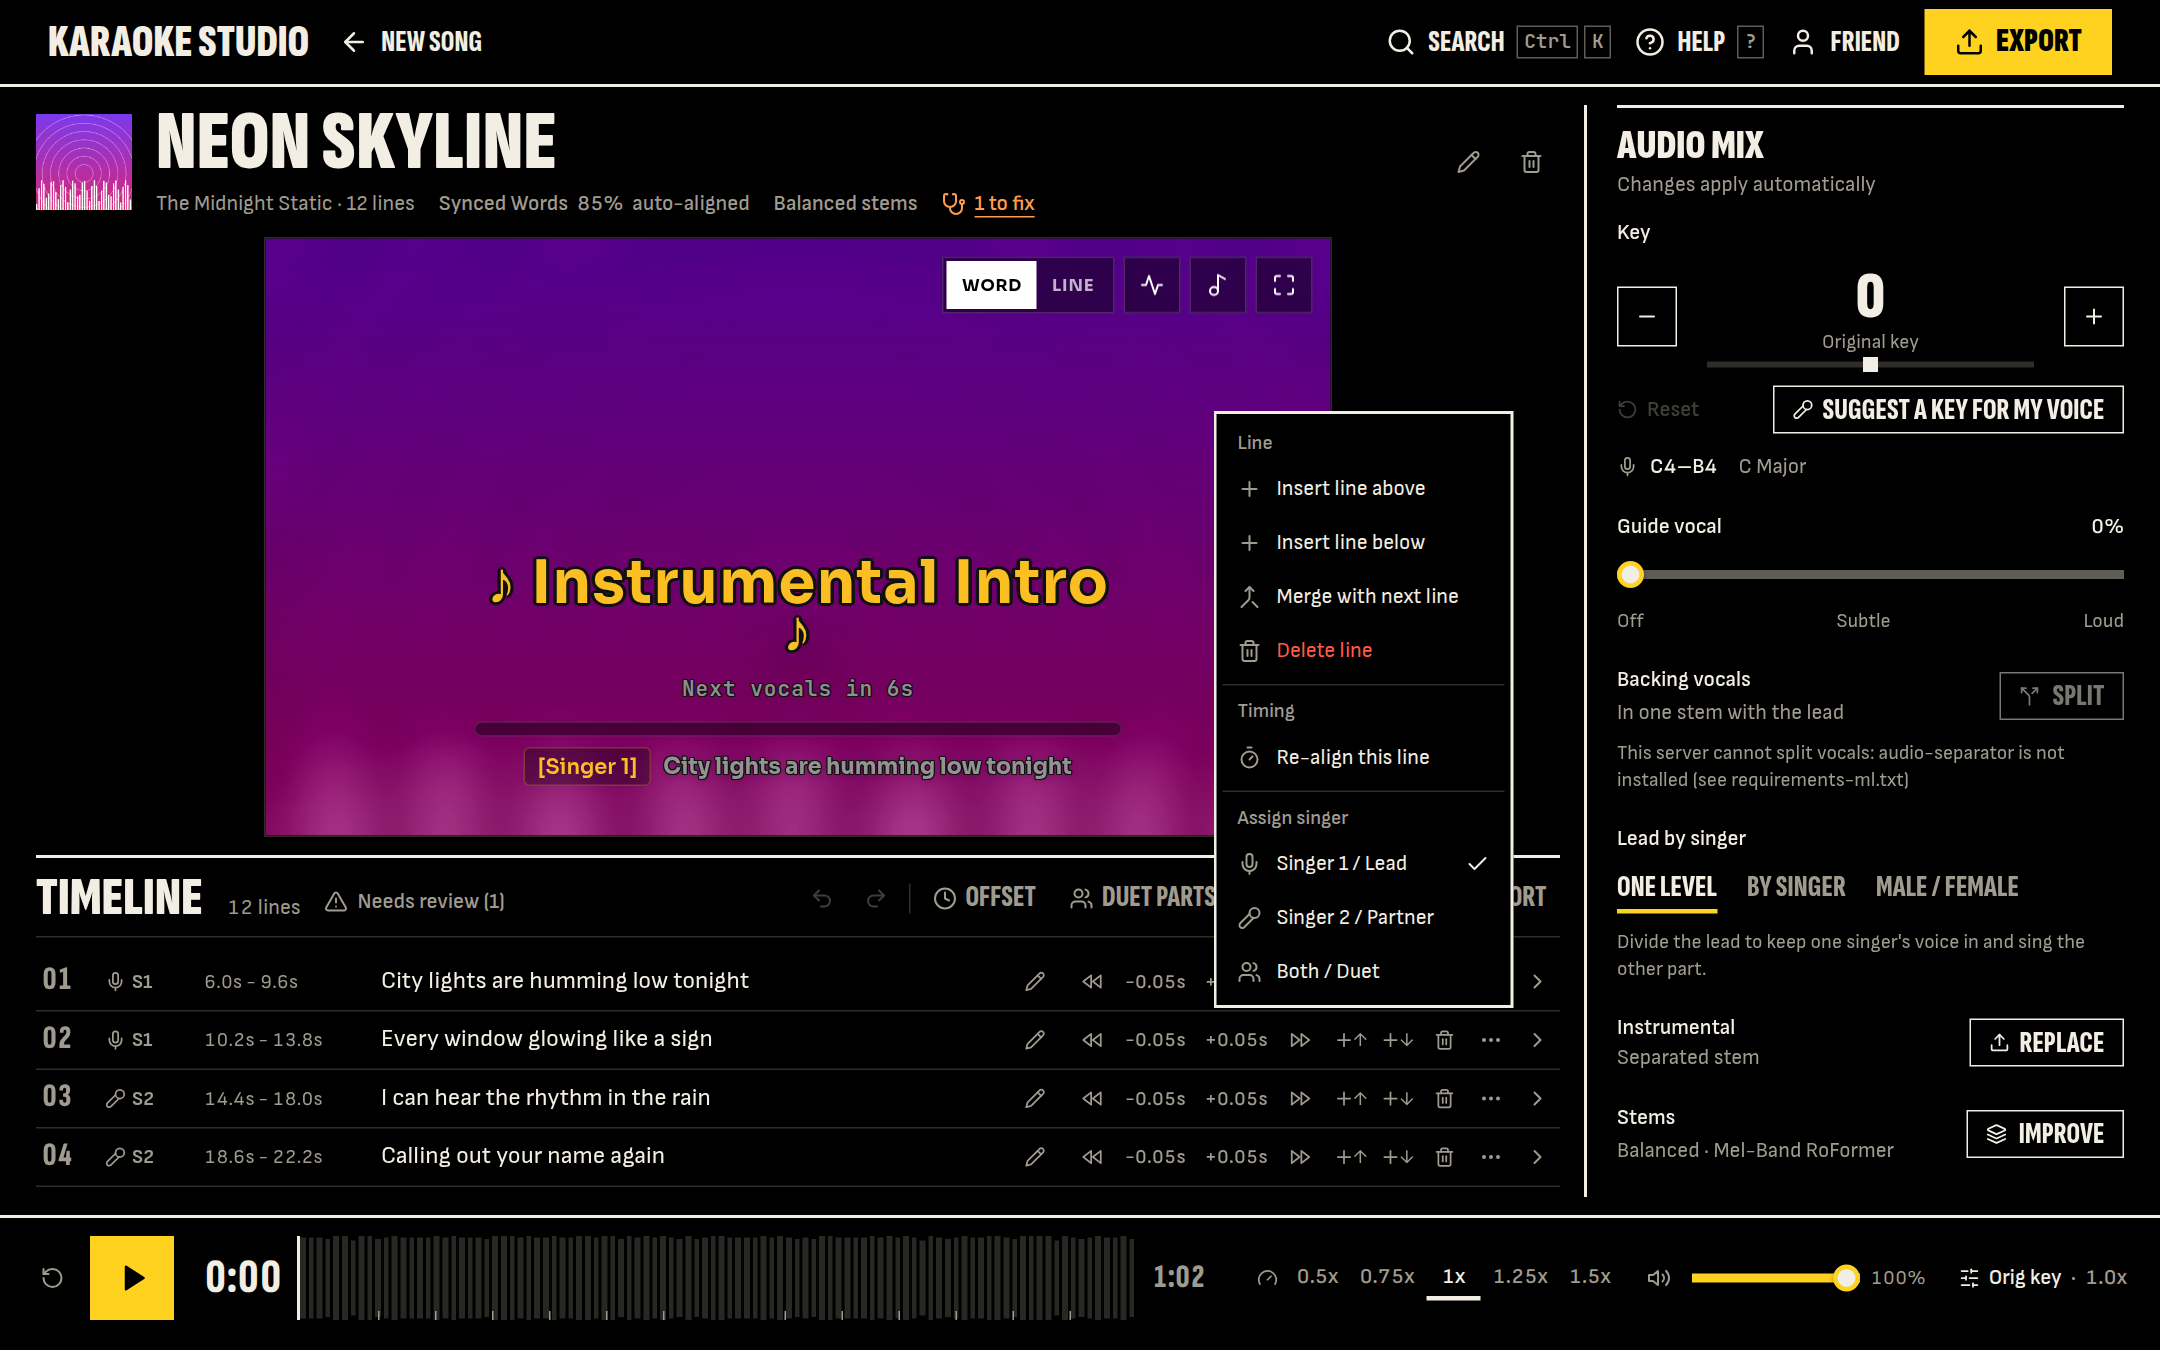 KARAOKE STUDIO
NEW SONG
SEARCH Ctrl K
HELP ?
FRIEND
EXPORT
NEON SKYLINE
The Midnight Static · 12 lines
Synced Words 85% auto-aligned
Balanced stems
1 to fix
WORD LINE
♪ Instrumental Intro
♪
Next vocals in 6s
[Singer 1] City lights are humming low tonight
Line
Insert line above
Insert line below
Merge with next line
Delete line
Timing
Re-align this line
Assign singer
Singer 1 / Lead
Singer 2 / Partner
Both / Duet
TIMELINE
12 lines
Needs review (1)
OFFSET
DUET PARTS
01 S1 6.0s - 9.6s City lights are humming low tonight -0.05s
02 S1 10.2s - 13.8s Every window glowing like a sign -0.05s +0.05s
03 S2 14.4s - 18.0s I can hear the rhythm in the rain -0.05s +0.05s
04 S2 18.6s - 22.2s Calling out your name again -0.05s +0.05s
AUDIO MIX
Changes apply automatically
Key
0
Original key
Reset
SUGGEST A KEY FOR MY VOICE
C4–B4 C Major
Guide vocal 0%
Off Subtle Loud
Backing vocals
In one stem with the lead
SPLIT
This server cannot split vocals: audio-separator is not
installed (see requirements-ml.txt)
Lead by singer
ONE LEVEL BY SINGER MALE / FEMALE
Divide the lead to keep one singer's voice in and sing the
other part.
Instrumental
Separated stem
REPLACE
Stems
Balanced · Mel-Band RoFormer
IMPROVE
0:00
1:02
0.5x 0.75x 1x 1.25x 1.5x
100%
Orig key · 1.0x